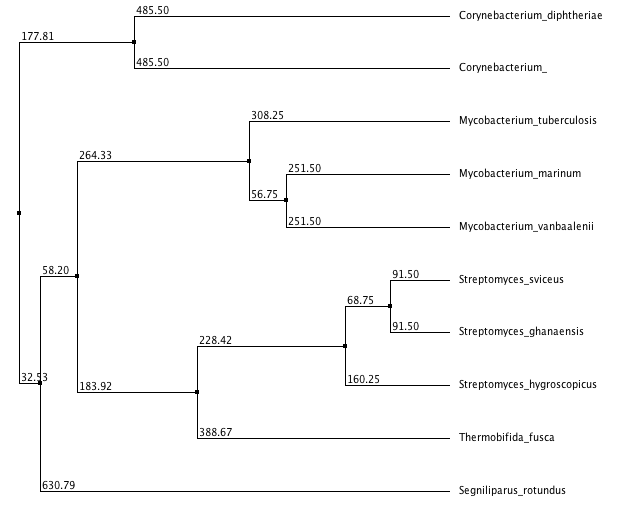 485.50
Corynebacterium_diphtheriae
177.81
485.50
Corynebacterium_
308.25
Mycobacterium_tuberculosis
264.33
251.50
Mycobacterium_marinum
56.75
251.50
Mycobacterium_vanbaalenii
58.20
91.50
Streptomyces_sviceus
68.75
91.50
Streptomyces_ghanaensis
228.42
32.53
183.92
160.25
Streptomyces_hygroscopicus
388.67
Thermobifida_fusca
630.79
Segniliparus_rotundus